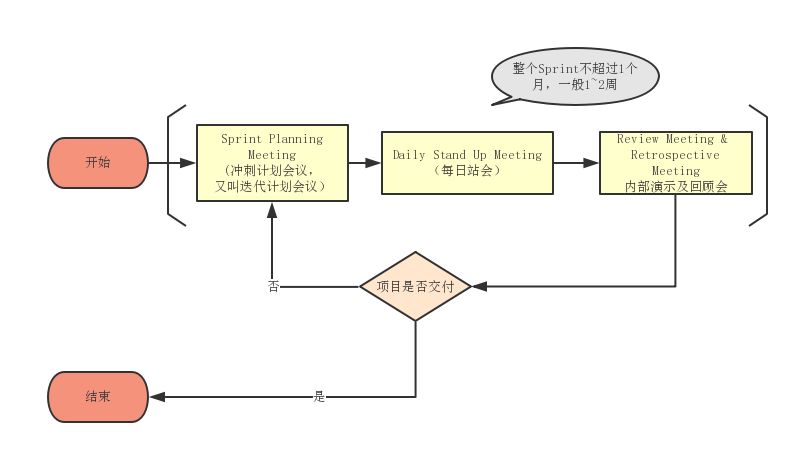 整个Sprint不超过1个
月，一般1~2周
开始
Sprint Planning
Meeting
(冲刺计划会议，
又叫迭代计划会议）
Daily Stand Up Meeting
（每日站会）
Review Meeting &
Retrospective
Meeting
内部演示及回顾会
否
项目是否交付
结束
是